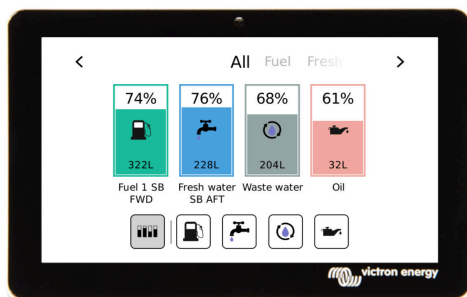 < All Fuel Fresh >
74% 76% 68% 61%
322L 228L 204L 32L
Fuel 1 SB Fresh water Waste water Oil
FWD SB AFT
victron energy